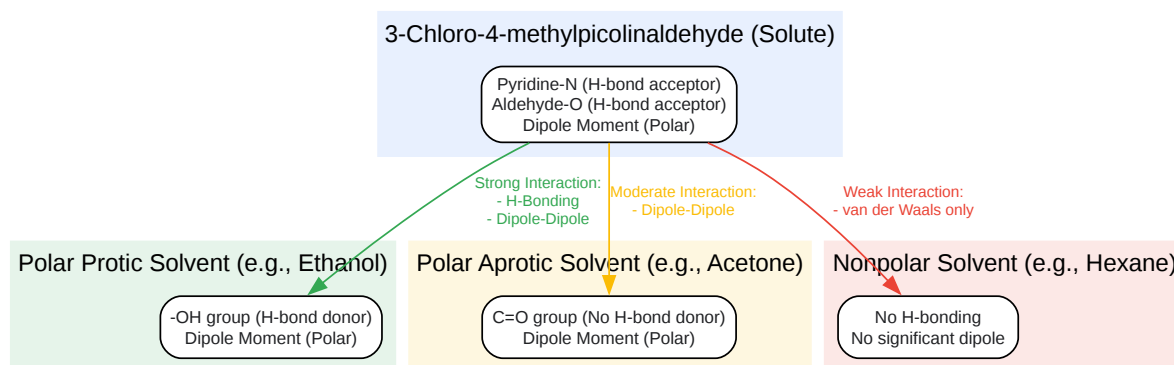 3-Chloro-4-methylpicolinaldehyde (Solute)
Pyridine-N (H-bond acceptor)
Aldehyde-O (H-bond acceptor)
Dipole Moment (Polar)
Strong Interaction:
- H-Bonding
- Dipole-Dipole
Moderate Interaction:
- Dipole-Dipole
Weak Interaction:
- van der Waals only
Polar Protic Solvent (e.g., Ethanol)
-OH group (H-bond donor)
Dipole Moment (Polar)
Polar Aprotic Solvent (e.g., Acetone)
C=O group (No H-bond donor)
Dipole Moment (Polar)
Nonpolar Solvent (e.g., Hexane)
No H-bonding
No significant dipole